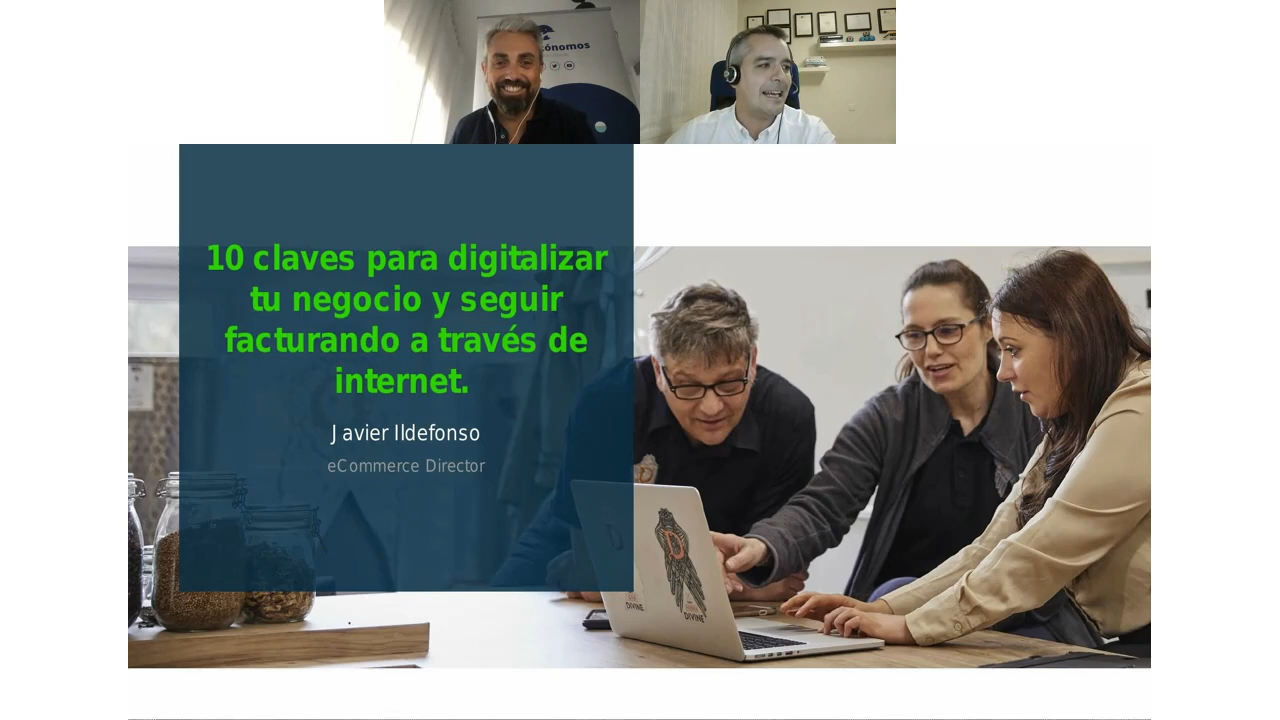 ónomos
10 claves para digitalizar
tu negocio y seguir
facturando a través de
internet.
Javier Ildefonso
eCommerce Director
DIVINE
DIVINE